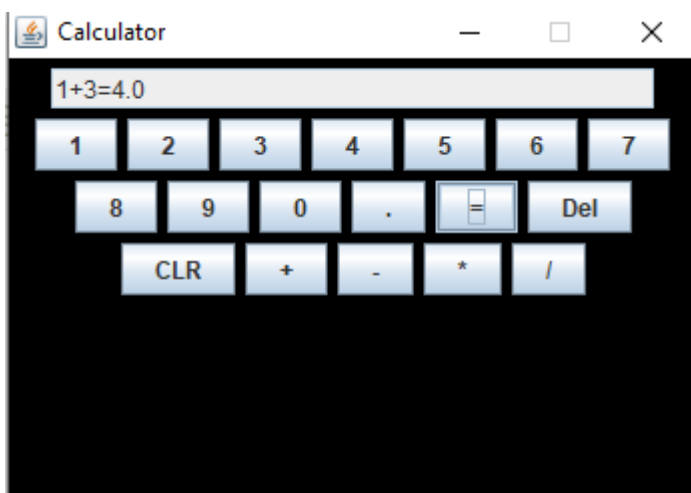 Calculator
1+3=4.0
1 2 3 4 5 6 7
8 9 0 . = Del
CLR + - * /